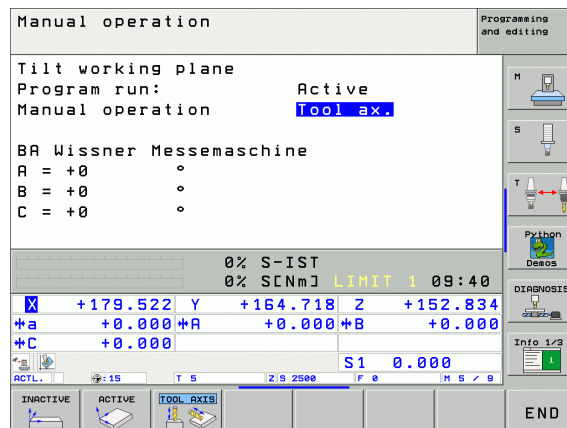 Manual operation
Programming and editing
Tilt working plane
Program run: Active
Manual operation Tool ax.
BA Wissner Messemaschine
A = +0 °
B = +0 °
C = +0 °
0% S-IST
0% S[Nm] LIMIT 1 09:40
X +179.522 Y +164.718 Z +152.834
a +0.000 A +0.000 B +0.000
C +0.000
S1 0.000
ACTL. : 15 T 5 Z S 2500 F 0 M 5 / 9
INACTIVE ACTIVE TOOL AXIS END
M
S
T
Python Demos
DIAGNOSIS
Info 1/3
i